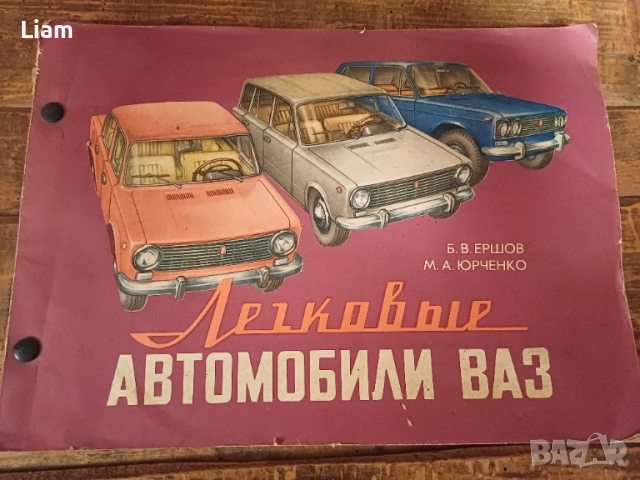 Liam
Б. В. ЕРШОВ
М. А. ЮРЧЕНКО
Легковые
АВТОМОБИЛИ ВАЗ
BAZAR